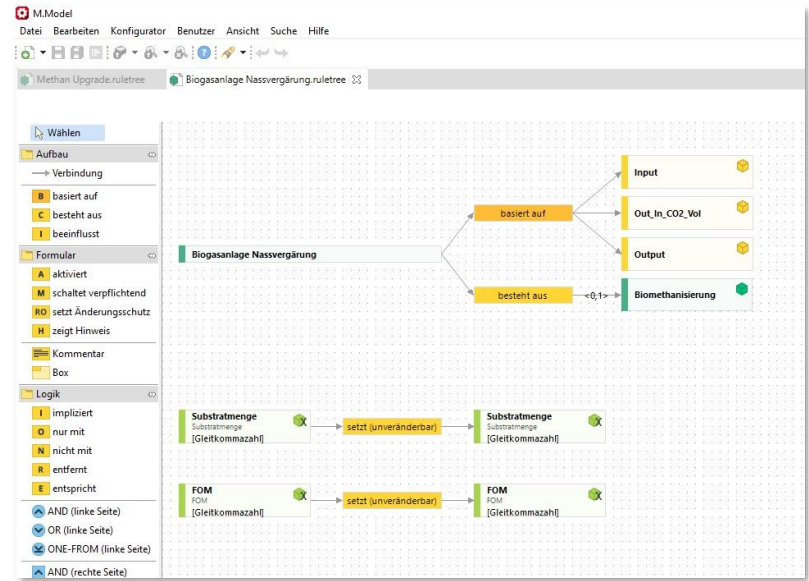 M.Model
Datei Bearbeiten Konfigurator Benutzer Ansicht Suche Hilfe
Methan Upgrade.ruletree
Biogasanlage Nassvergärung.ruletree
Wählen
Aufbau
Verbindung
B basiert auf
C besteht aus
I beeinflusst
Formular
A aktiviert
M schaltet verpflichtend
RO setzt Änderungsschutz
H zeigt Hinweis
Kommentar
Box
Logik
I impliziert
O nur mit
N nicht mit
R entfernt
E entspricht
AND (linke Seite)
OR (linke Seite)
ONE-FROM (linke Seite)
AND (rechte Seite)
Biogasanlage Nassvergärung
basiert auf
besteht aus
<0,1>
Input
Out_In_CO2_Vol
Output
Biomethanisierung
Substratmenge
Substratmenge
[Gleitkommazahl]
setzt (unveränderbar)
Substratmenge
Substratmenge
[Gleitkommazahl]
FOM
FOM
[Gleitkommazahl]
setzt (unveränderbar)
FOM
FOM
[Gleitkommazahl]